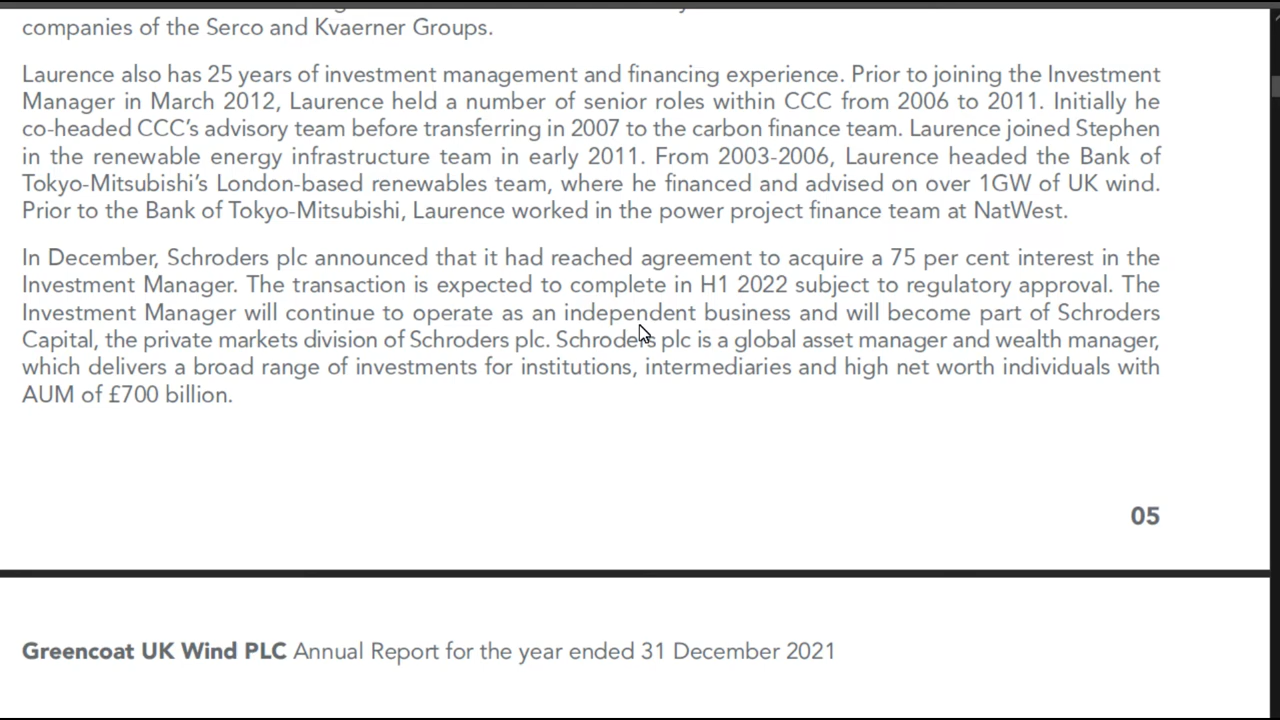 companies of the Serco and Kvaerner Groups.
Laurence also has 25 years of investment management and financing experience. Prior to joining the Investment
Manager in March 2012, Laurence held a number of senior roles within CCC from 2006 to 2011. Initially he
co-headed CCC’s advisory team before transferring in 2007 to the carbon finance team. Laurence joined Stephen
in the renewable energy infrastructure team in early 2011. From 2003-2006, Laurence headed the Bank of
Tokyo-Mitsubishi’s London-based renewables team, where he financed and advised on over 1GW of UK wind.
Prior to the Bank of Tokyo-Mitsubishi, Laurence worked in the power project finance team at NatWest.
In December, Schroders plc announced that it had reached agreement to acquire a 75 per cent interest in the
Investment Manager. The transaction is expected to complete in H1 2022 subject to regulatory approval. The
Investment Manager will continue to operate as an independent business and will become part of Schroders
Capital, the private markets division of Schroders plc. Schroders plc is a global asset manager and wealth manager,
which delivers a broad range of investments for institutions, intermediaries and high net worth individuals with
AUM of £700 billion.
05
Greencoat UK Wind PLC Annual Report for the year ended 31 December 2021